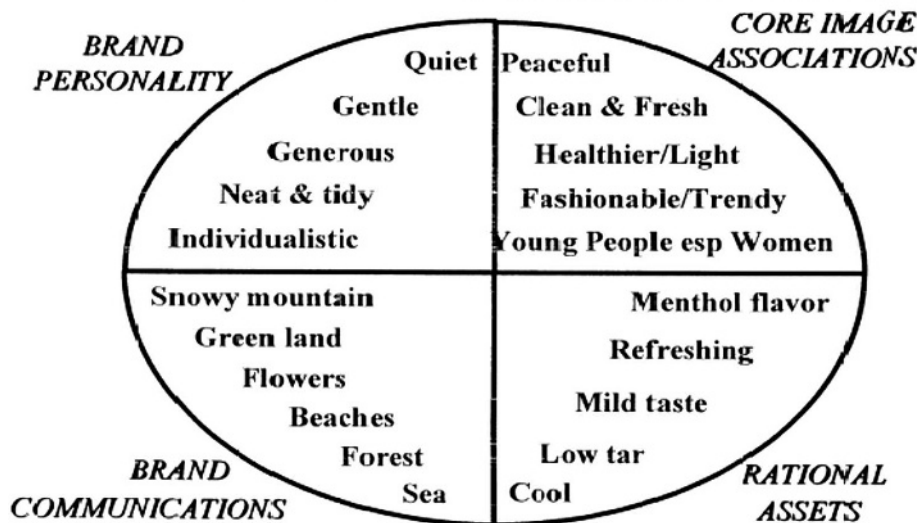 BRAND
PERSONALITY
Quiet
Gentle
Generous
Neat & tidy
Individualistic
CORE IMAGE
ASSOCIATIONS
Peaceful
Clean & Fresh
Healthier/Light
Fashionable/Trendy
Young People esp Women
Snowy mountain
Green land
Flowers
Beaches
Forest
Sea
BRAND
COMMUNICATIONS
Menthol flavor
Refreshing
Mild taste
Low tar
Cool
RATIONAL
ASSETS